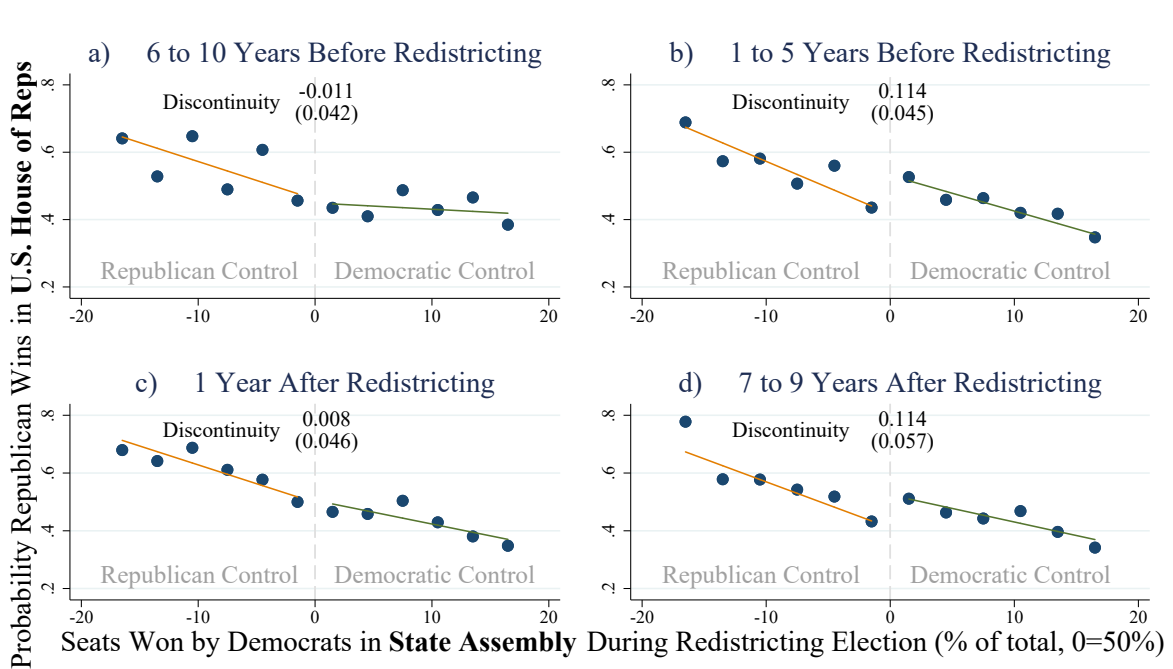 Probability Republican Wins in U.S. House of Reps
a) 6 to 10 Years Before Redistricting
.8
.6
.4
.2
Discontinuity -0.011
(0.042)
Republican Control Democratic Control
-20 -10 0 10 20
b) 1 to 5 Years Before Redistricting
.8
.6
.4
.2
Discontinuity 0.114
(0.045)
Republican Control Democratic Control
-20 -10 0 10 20
c) 1 Year After Redistricting
.8
.6
.4
.2
Discontinuity 0.008
(0.046)
Republican Control Democratic Control
-20 -10 0 10 20
d) 7 to 9 Years After Redistricting
.8
.6
.4
.2
Discontinuity 0.114
(0.057)
Republican Control Democratic Control
-20 -10 0 10 20
Seats Won by Democrats in State Assembly During Redistricting Election (% of total, 0=50%)